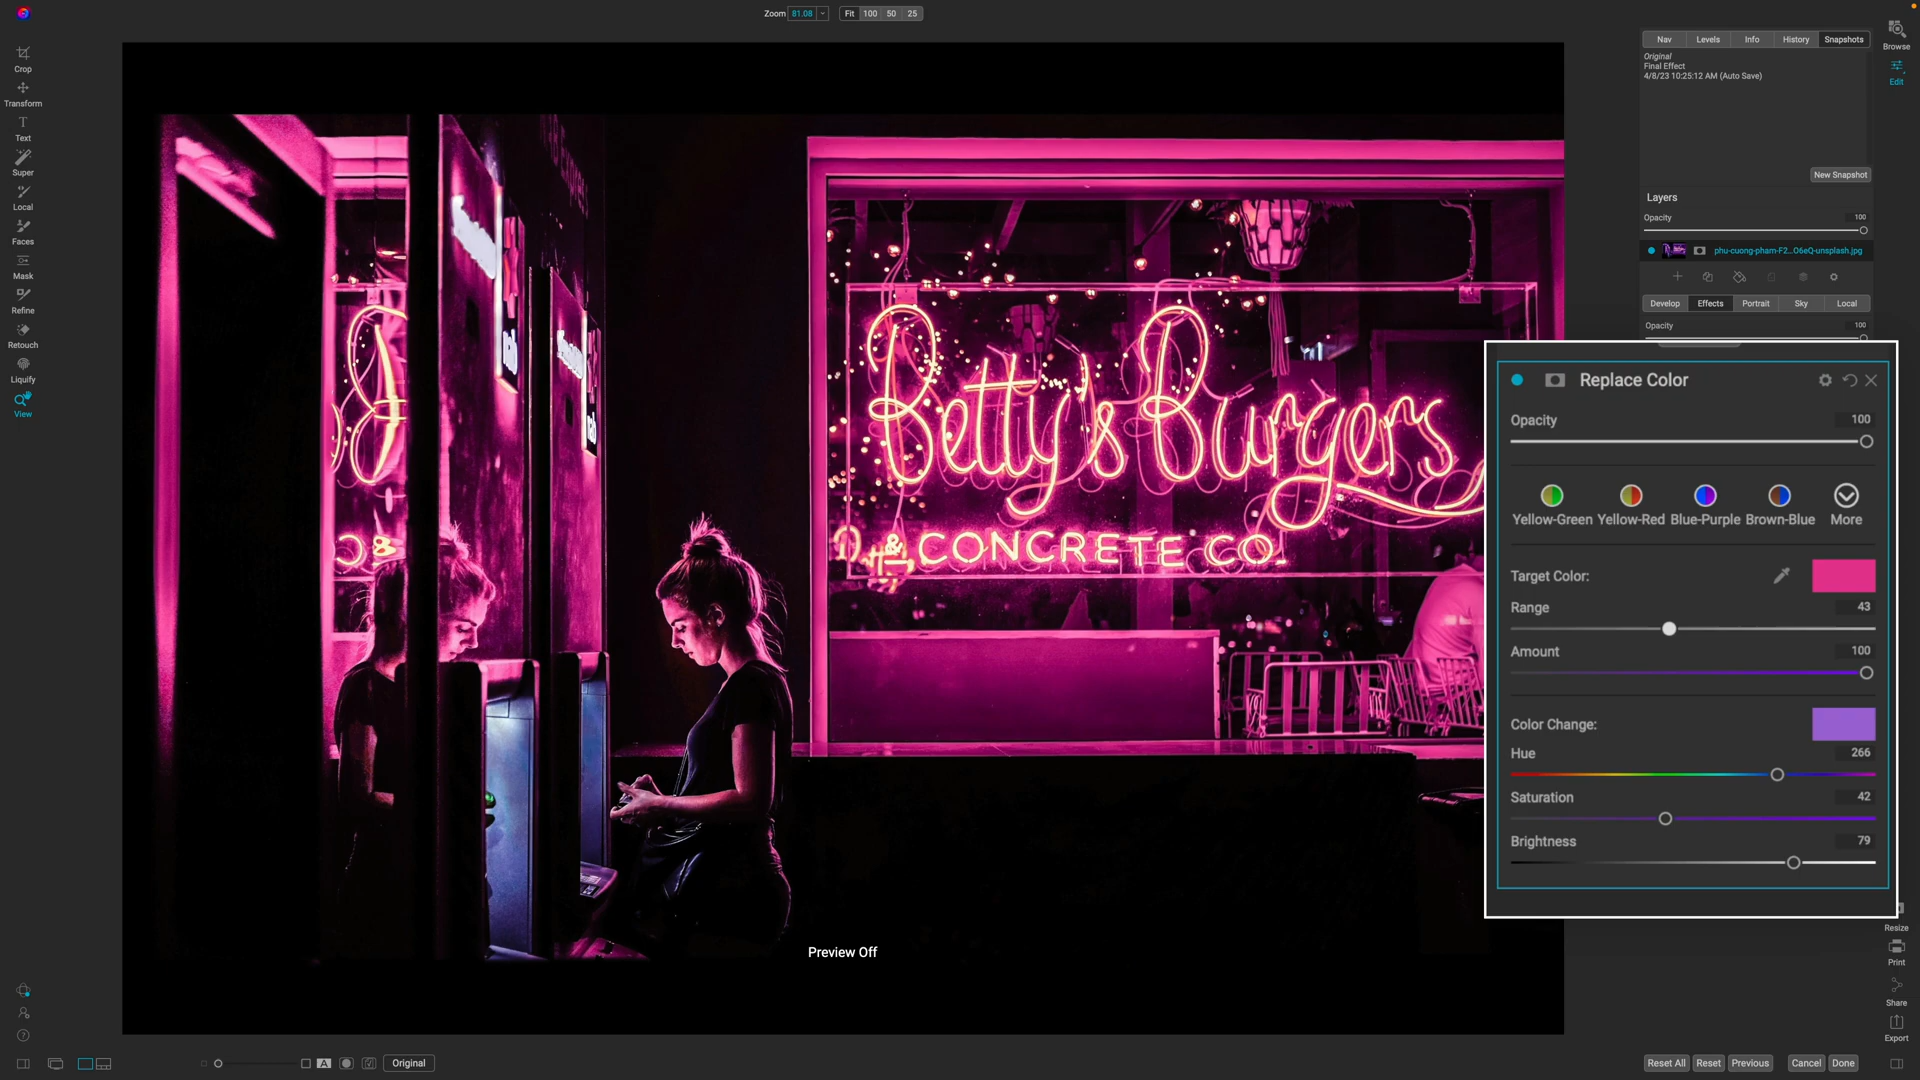 Zoom 81.08 Fit 100 50 25
Crop
Transform
Text
Super
Local
Faces
Mask
Refine
Retouch
Liquify
View
Betty's Burgers
& CONCRETE CO.
Preview Off
Nav Levels Info History Snapshots
Original
Final Effect
4/8/23 10:25:12 AM (Auto Save)
New Snapshot
Layers
Opacity 100
phu-cuong-pham-F2...O6eQ-unsplash.jpg
Develop Effects Portrait Sky Local
Opacity 100
Replace Color
Opacity 100
Yellow-Green Yellow-Red Blue-Purple Brown-Blue More
Target Color:
Range 43
Amount 100
Color Change:
Hue 266
Saturation 42
Brightness 79
Browse
Edit
Resize
Print
Share
Export
A Original
Reset All Reset Previous Cancel Done